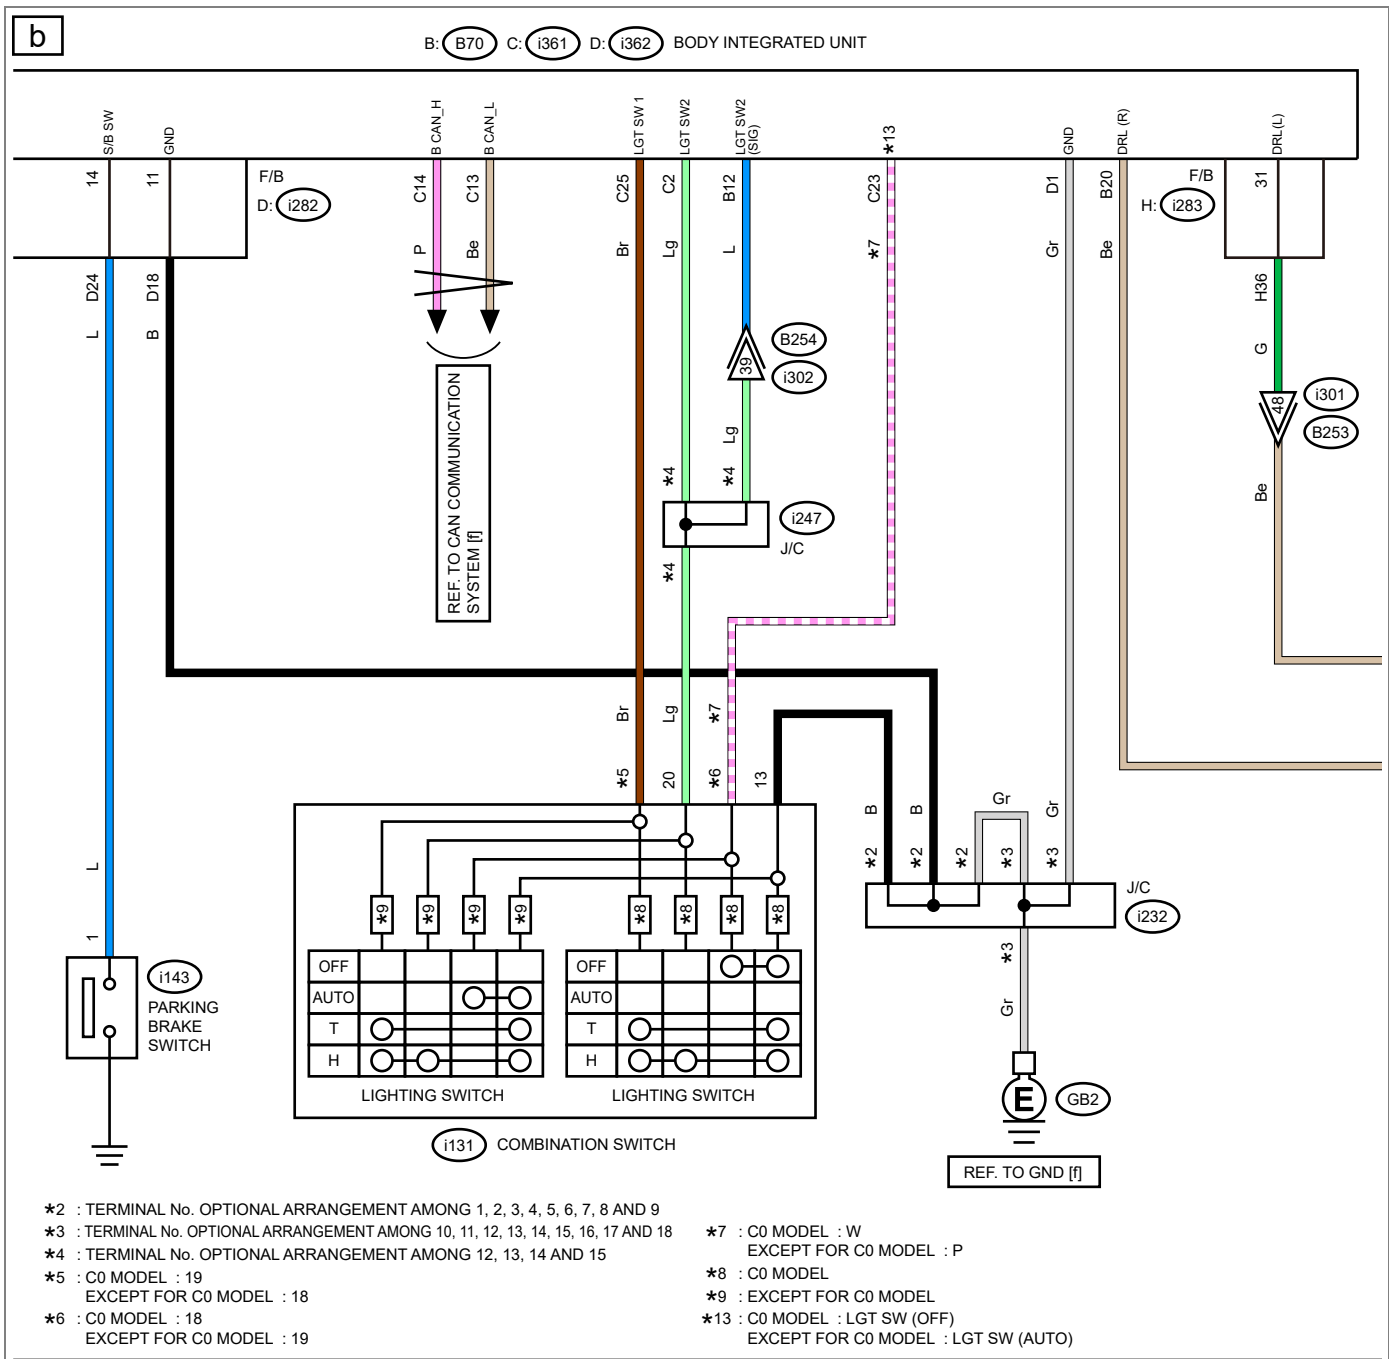 b
B: B70 C: i361 D: i362 BODY INTEGRATED UNIT
S/B SW
GND
B CAN_H
B CAN_L
LGT SW 1
LGT SW2
LGT SW2
(SIG)
*13
GND
DRL (R)
DRL (L)
14
11
F/B
D: i282
C14
C13
C25
C2
B12
C23
D1
B20
F/B
H: i283
31
P
Be
Br
Lg
L
*7
Gr
Be
D24
D18
H36
L
B
G
B254
39
i302
i301
48
B253
REF. TO CAN COMMUNICATION
SYSTEM [f]
Lg
*4
*4
Be
i247
J/C
*4
Br
Lg
*7
*5
20
*6
13
B
B
Gr
Gr
*2
*2
*2
*3
*3
J/C
i232
L
1
*9
*9
*9
*9
*8
*8
*8
*8
*3
Gr
i143
PARKING
BRAKE
SWITCH
OFF
AUTO
T
H
LIGHTING SWITCH
OFF
AUTO
T
H
LIGHTING SWITCH
E
GB2
i131 COMBINATION SWITCH
REF. TO GND [f]
*2 : TERMINAL No. OPTIONAL ARRANGEMENT AMONG 1, 2, 3, 4, 5, 6, 7, 8 AND 9
*3 : TERMINAL No. OPTIONAL ARRANGEMENT AMONG 10, 11, 12, 13, 14, 15, 16, 17 AND 18
*4 : TERMINAL No. OPTIONAL ARRANGEMENT AMONG 12, 13, 14 AND 15
*5 : C0 MODEL : 19
EXCEPT FOR C0 MODEL : 18
*6 : C0 MODEL : 18
EXCEPT FOR C0 MODEL : 19
*7 : C0 MODEL : W
EXCEPT FOR C0 MODEL : P
*8 : C0 MODEL
*9 : EXCEPT FOR C0 MODEL
*13 : C0 MODEL : LGT SW (OFF)
EXCEPT FOR C0 MODEL : LGT SW (AUTO)